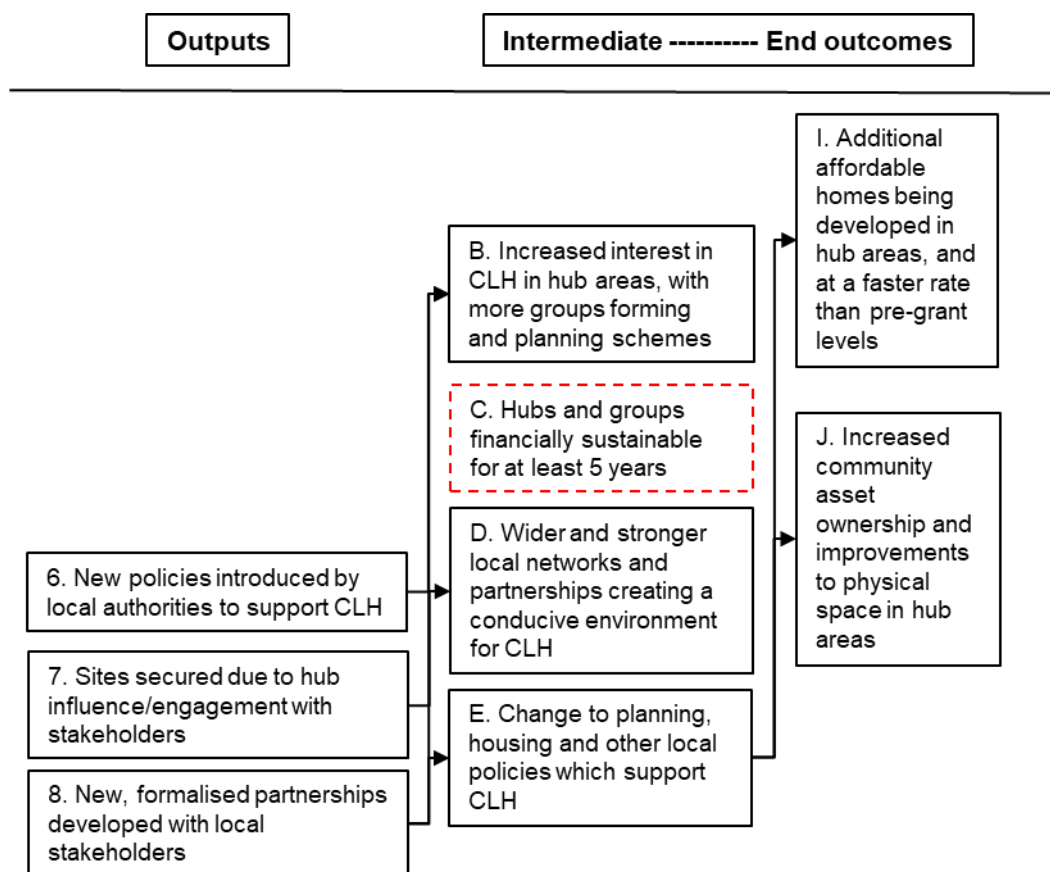 Outputs
Intermediate ---------- End outcomes
I. Additional
affordable
homes being
developed in
hub areas, and
at a faster rate
than pre-grant
levels
B. Increased interest in
CLH in hub areas, with
more groups forming
and planning schemes
C. Hubs and groups
financially sustainable
for at least 5 years
J. Increased
community
asset
ownership and
improvements
to physical
space in hub
areas
D. Wider and stronger
local networks and
partnerships creating a
conducive environment
for CLH
6. New policies introduced by
local authorities to support CLH
7. Sites secured due to hub
influence/engagement with
stakeholders
E. Change to planning,
housing and other local
policies which support
CLH
8. New, formalised partnerships
developed with local
stakeholders